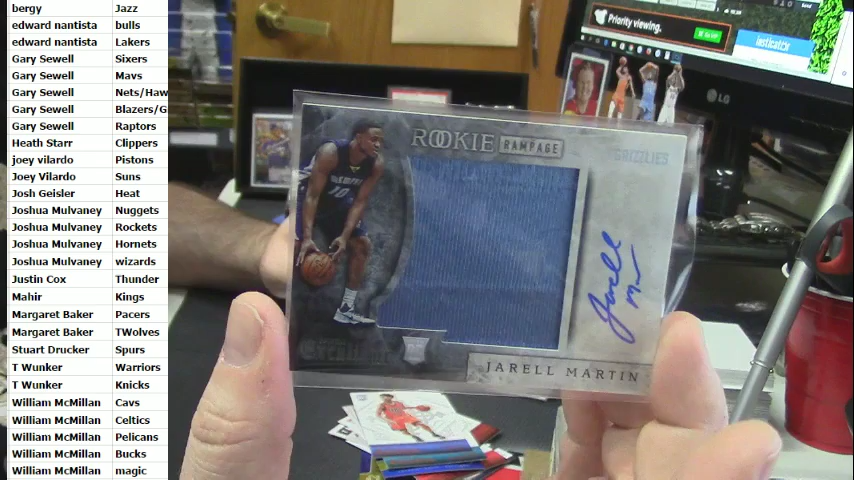 bergy Jazz
edward nantista bulls
edward nantista Lakers
Gary Sewell Sixers
Gary Sewell Mavs
Gary Sewell Nets/Haw
Gary Sewell Blazers/G
Gary Sewell Raptors
Heath Starr Clippers
joey vilardo Pistons
Joey Vilardo Suns
Josh Geisler Heat
Joshua Mulvaney Nuggets
Joshua Mulvaney Rockets
Joshua Mulvaney Hornets
Joshua Mulvaney wizards
Justin Cox Thunder
Mahir Kings
Margaret Baker Pacers
Margaret Baker TWolves
Stuart Drucker Spurs
T Wunker Warriors
T Wunker Knicks
William McMillan Cavs
William McMillan Celtics
William McMillan Pelicans
William McMillan Bucks
William McMillan magic
Priority viewing.
LG
ROOKIE RAMPAGE
GRIZZLIES
10
Jarell M
Excalibur
RC
JARELL MARTIN